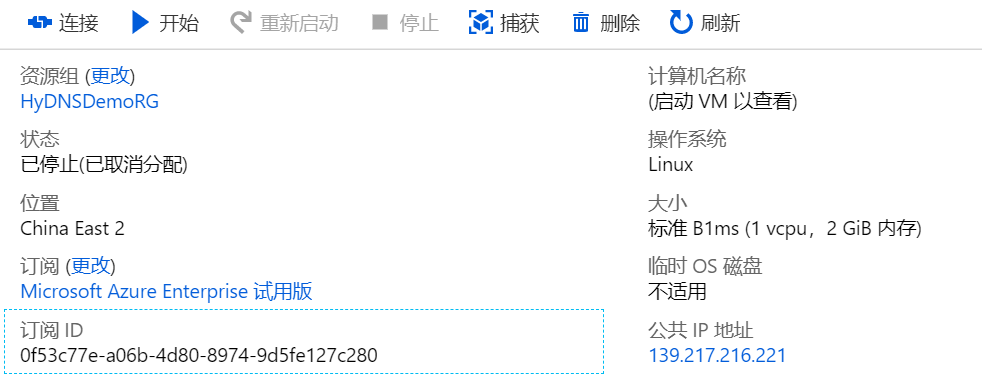 连接 开始 重新启动 停止 捕获 删除 刷新
资源组 (更改)
HyDNSDemoRG
状态
已停止(已取消分配)
位置
China East 2
订阅 (更改)
Microsoft Azure Enterprise 试用版
订阅 ID
0f53c77e-a06b-4d80-8974-9d5fe127c280
计算机名称
(启动 VM 以查看)
操作系统
Linux
大小
标准 B1ms (1 vcpu，2 GiB 内存)
临时 OS 磁盘
不适用
公共 IP 地址
139.217.216.221